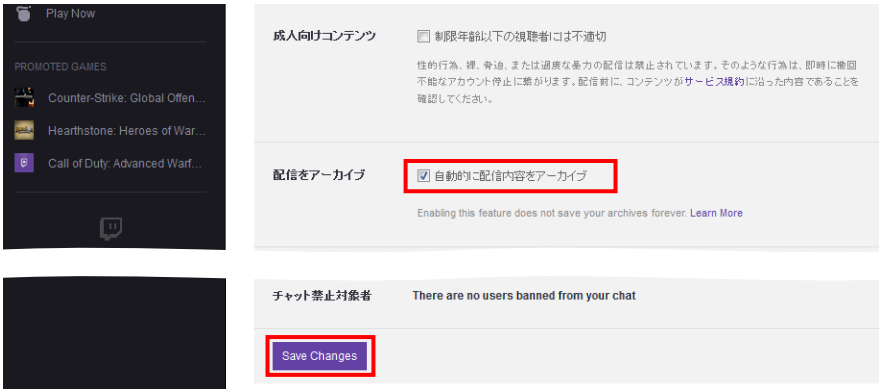 Play Now
PROMOTED GAMES
Counter-Strike: Global Offen...
Hearthstone: Heroes of War...
Call of Duty: Advanced Warf...
成人向けコンテンツ
制限年齢以下の視聴者には不適切
性的行為、裸、脅迫、または過度な暴力の配信は禁止されています。そのような行為は、即時に撤回
不能なアカウント停止に繋がります。配信前に、コンテンツがサービス規約に沿った内容であることを
確認してください。
配信をアーカイブ
自動的に配信内容をアーカイブ
Enabling this feature does not save your archives forever. Learn More
チャット禁止対象者
There are no users banned from your chat
Save Changes